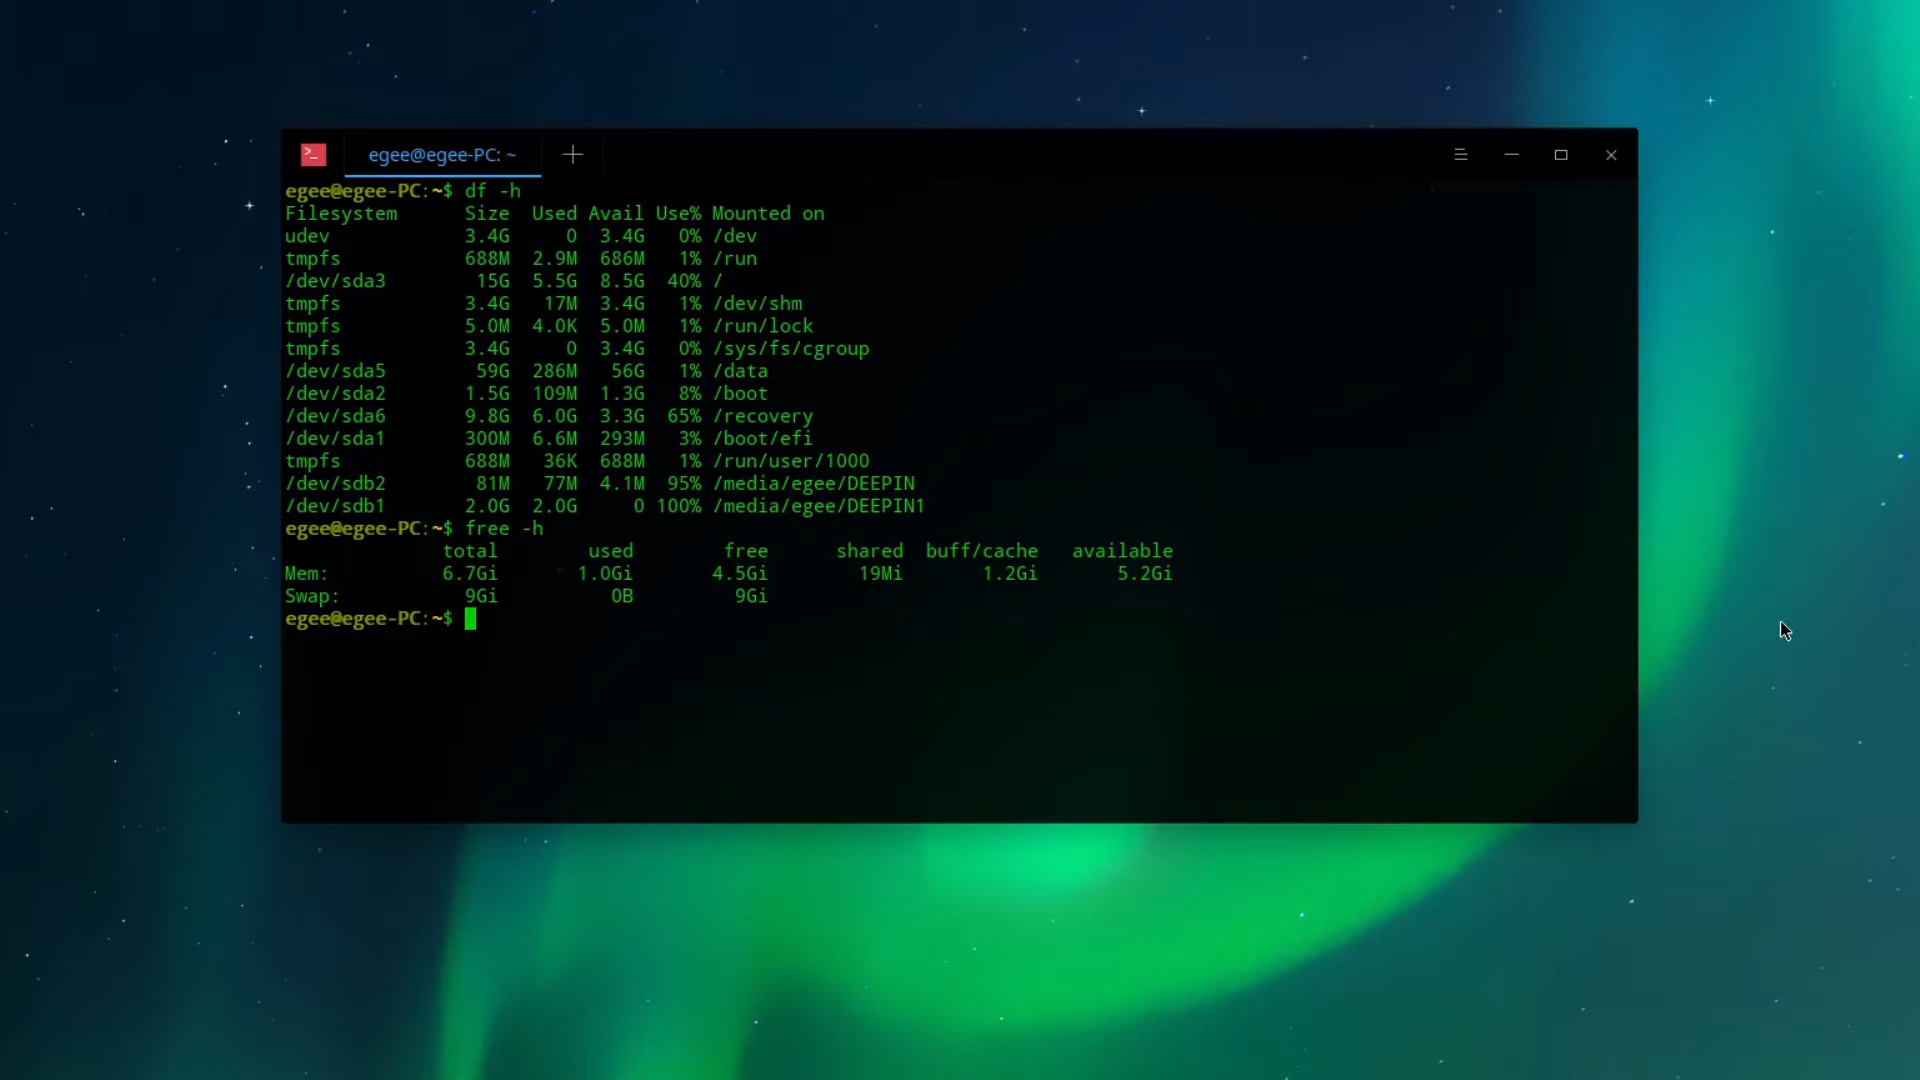 egee@egee-PC: ~
egee@egee-PC:~$ df -h
Filesystem      Size  Used Avail Use% Mounted on
udev            3.4G     0  3.4G   0% /dev
tmpfs           688M  2.9M  686M   1% /run
/dev/sda3        15G  5.5G  8.5G  40% /
tmpfs           3.4G   17M  3.4G   1% /dev/shm
tmpfs           5.0M  4.0K  5.0M   1% /run/lock
tmpfs           3.4G     0  3.4G   0% /sys/fs/cgroup
/dev/sda5        59G  286M   56G   1% /data
/dev/sda2       1.5G  109M  1.3G   8% /boot
/dev/sda6       9.8G  6.0G  3.3G  65% /recovery
/dev/sda1       300M  6.6M  293M   3% /boot/efi
tmpfs           688M   36K  688M   1% /run/user/1000
/dev/sdb2        81M   77M  4.1M  95% /media/egee/DEEPIN
/dev/sdb1       2.0G  2.0G     0 100% /media/egee/DEEPIN1
egee@egee-PC:~$ free -h
              total        used        free      shared  buff/cache   available
Mem:          6.7Gi       1.0Gi       4.5Gi        19Mi       1.2Gi       5.2Gi
Swap:           9Gi          0B         9Gi
egee@egee-PC:~$